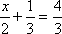 x/2 + 1/3 = 4/3